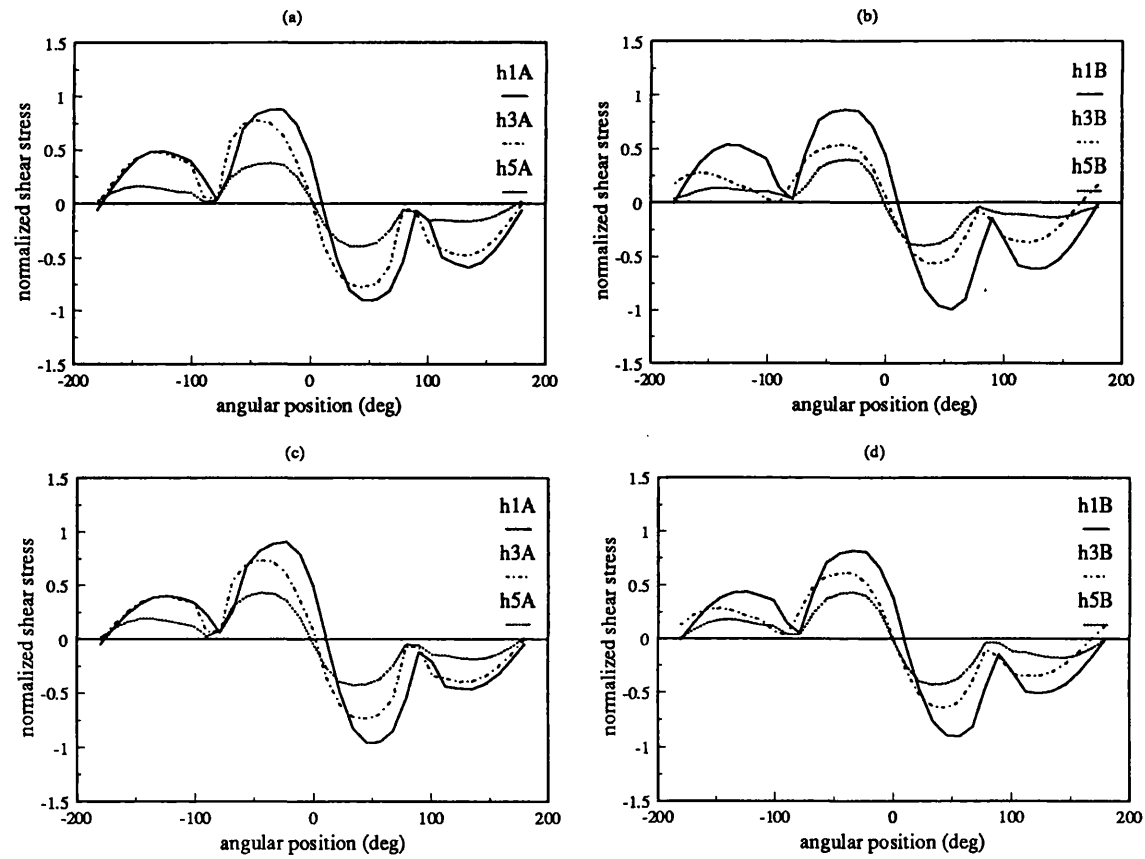 (a)
1.5
1
0.5
0
-0.5
-1
-1.5
normalized shear stress
h1A
h3A
h5A
-200
-100
0
100
200
angular position (deg)
(b)
1.5
1
0.5
0
-0.5
-1
-1.5
normalized shear stress
h1B
h3B
h5B
-200
-100
0
100
200
angular position (deg)
(c)
1.5
1
0.5
0
-0.5
-1
-1.5
normalized shear stress
h1A
h3A
h5A
-200
-100
0
100
200
angular position (deg)
(d)
1.5
1
0.5
0
-0.5
-1
-1.5
normalized shear stress
h1B
h3B
h5B
-200
-100
0
100
200
angular position (deg)